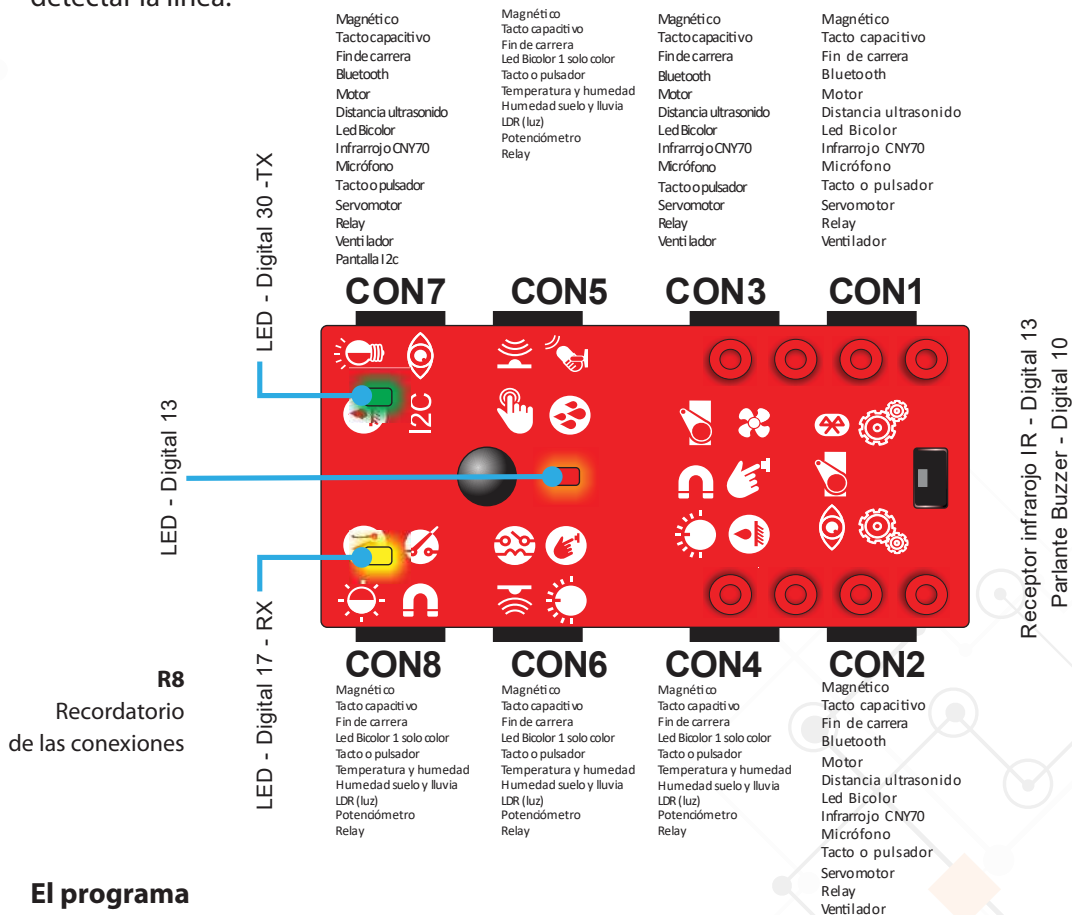 detectar la línea.
Magnético
Tacto capacitivo
Fin de carrera
Bluetooth
Motor
Distancia ultrasonido
Led Bicolor
Infrarrojo CNY70
Micrófono
Tacto o pulsador
Servomotor
Relay
Ventilador
Pantalla I2c
CON7
Magnético
Tacto capacitivo
Fin de carrera
Led Bicolor 1 solo color
Tacto o pulsador
Temperatura y humedad
Humedad suelo y lluvia
LDR (luz)
Potenciómetro
Relay
CON5
Magnético
Tacto capacitivo
Fin de carrera
Bluetooth
Motor
Distancia ultrasonido
Led Bicolor
Infrarrojo CNY70
Micrófono
Tacto o pulsador
Servomotor
Relay
Ventilador
CON3
Magnético
Tacto capacitivo
Fin de carrera
Bluetooth
Motor
Distancia ultrasonido
Led Bicolor
Infrarrojo CNY70
Micrófono
Tacto o pulsador
Servomotor
Relay
Ventilador
CON1
LED - Digital 30 -TX
LED - Digital 13
LED - Digital 17 - RX
I2C
Receptor infrarojo IR - Digital 13
Parlante Buzzer - Digital 10
R8
Recordatorio
de las conexiones
CON8
Magnético
Tacto capacitivo
Fin de carrera
Led Bicolor 1 solo color
Tacto o pulsador
Temperatura y humedad
Humedad suelo y lluvia
LDR (luz)
Potenciómetro
Relay
CON6
Magnético
Tacto capacitivo
Fin de carrera
Led Bicolor 1 solo color
Tacto o pulsador
Temperatura y humedad
Humedad suelo y lluvia
LDR (luz)
Potenciómetro
Relay
CON4
Magnético
Tacto capacitivo
Fin de carrera
Led Bicolor 1 solo color
Tacto o pulsador
Temperatura y humedad
Humedad suelo y lluvia
LDR (luz)
Potenciómetro
Relay
CON2
Magnético
Tacto capacitivo
Fin de carrera
Bluetooth
Motor
Distancia ultrasonido
Led Bicolor
Infrarrojo CNY70
Micrófono
Tacto o pulsador
Servomotor
Relay
Ventilador
El programa